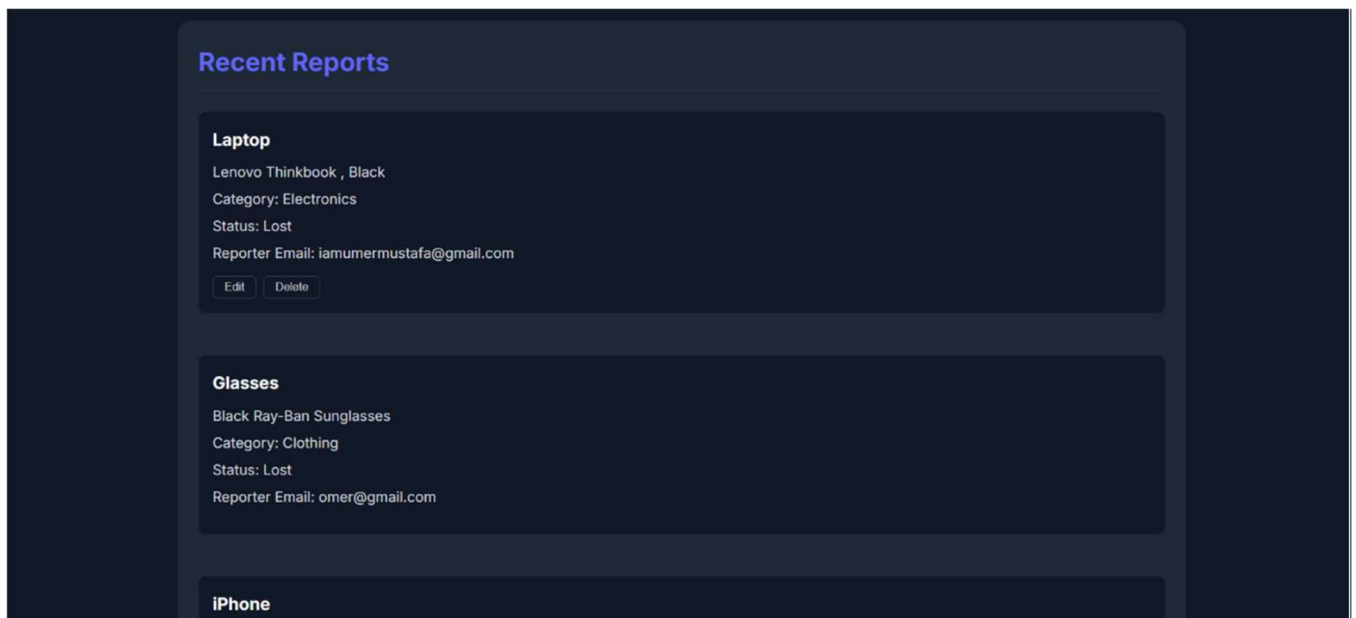 Recent Reports
Laptop
Lenovo Thinkbook , Black
Category: Electronics
Status: Lost
Reporter Email: iamumermustafa@gmail.com
Edit Delete
Glasses
Black Ray-Ban Sunglasses
Category: Clothing
Status: Lost
Reporter Email: omer@gmail.com
iPhone